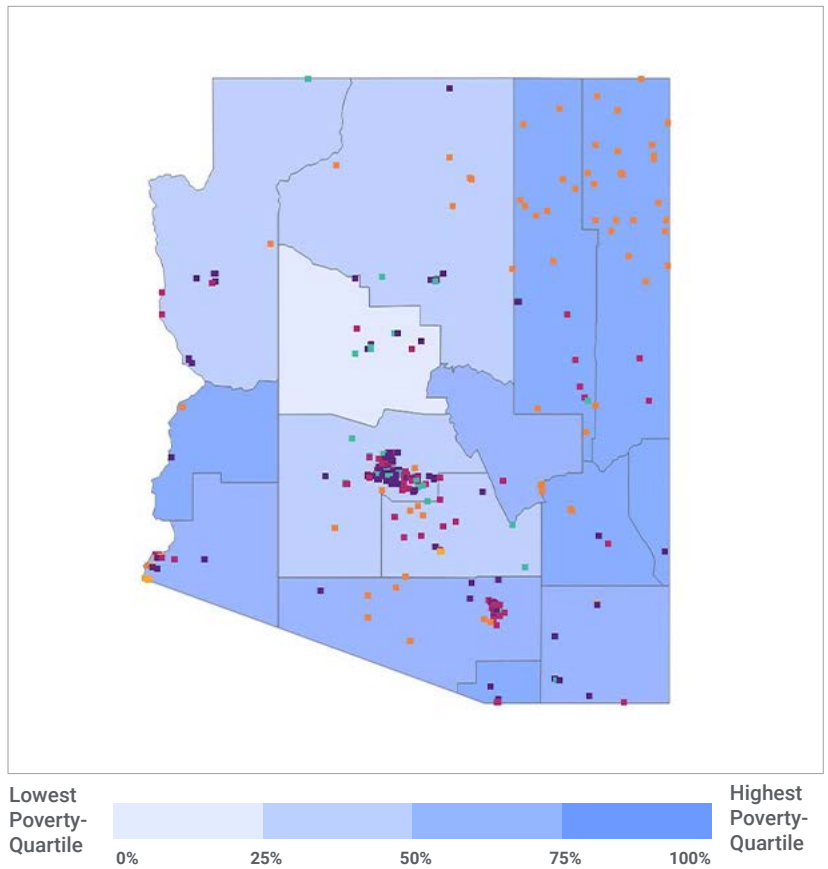 Lowest
Poverty-
Quartile
Highest
Poverty-
Quartile
0%
25%
50%
75%
100%